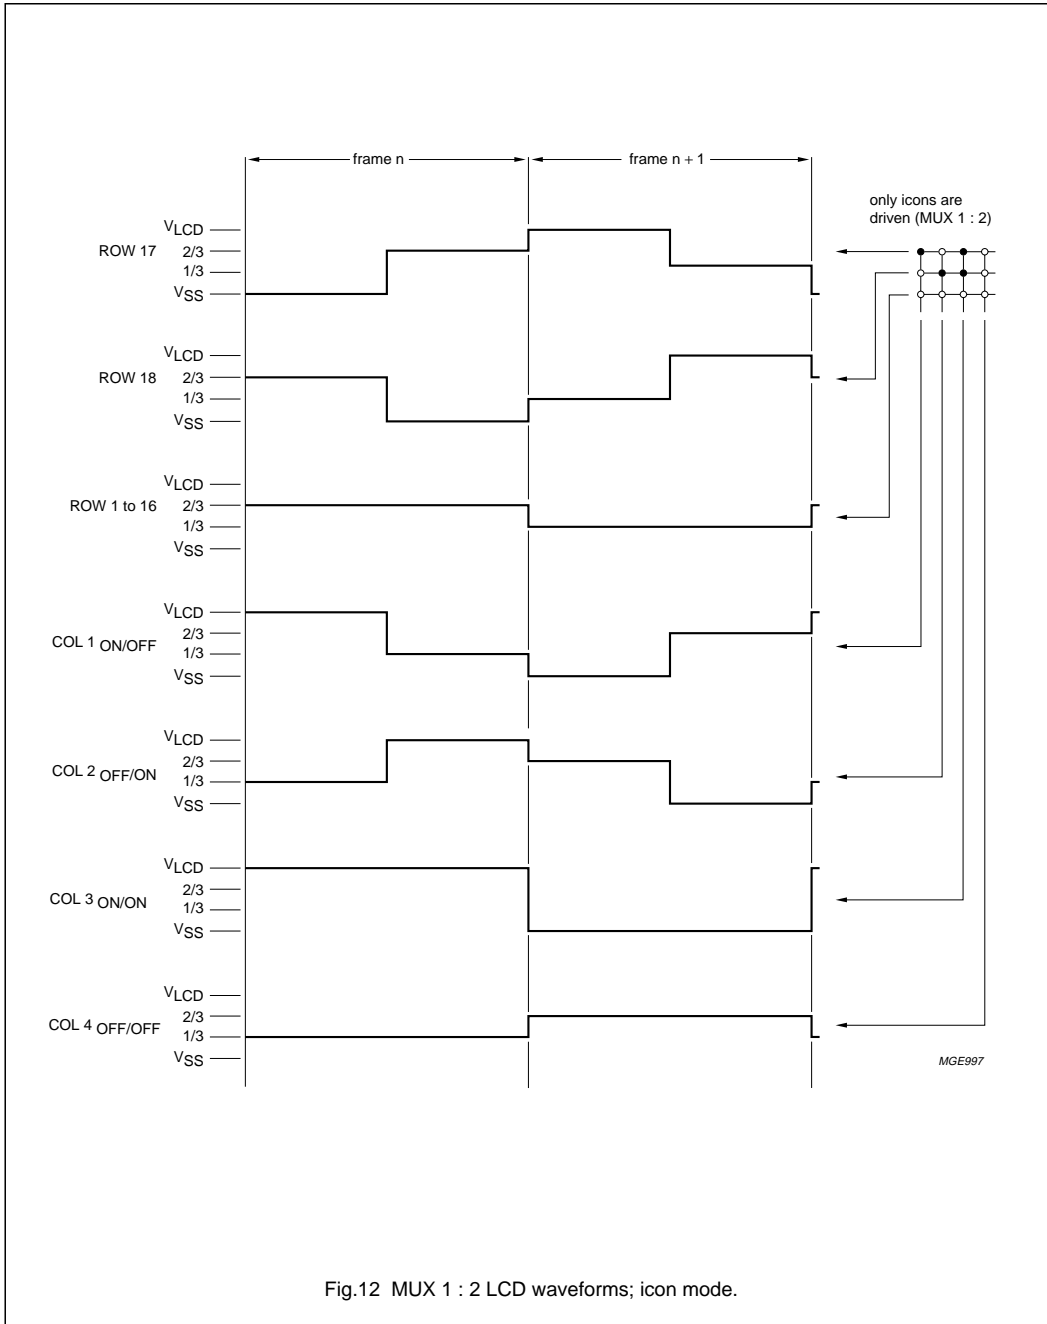 frame n
frame n + 1
only icons are
driven (MUX 1 : 2)
ROW 17
VLCD
2/3
1/3
VSS
ROW 18
VLCD
2/3
1/3
VSS
ROW 1 to 16
VLCD
2/3
1/3
VSS
COL 1 ON/OFF
VLCD
2/3
1/3
VSS
COL 2 OFF/ON
VLCD
2/3
1/3
VSS
COL 3 ON/ON
VLCD
2/3
1/3
VSS
COL 4 OFF/OFF
VLCD
2/3
1/3
VSS
MGE997
Fig.12 MUX 1 : 2 LCD waveforms; icon mode.